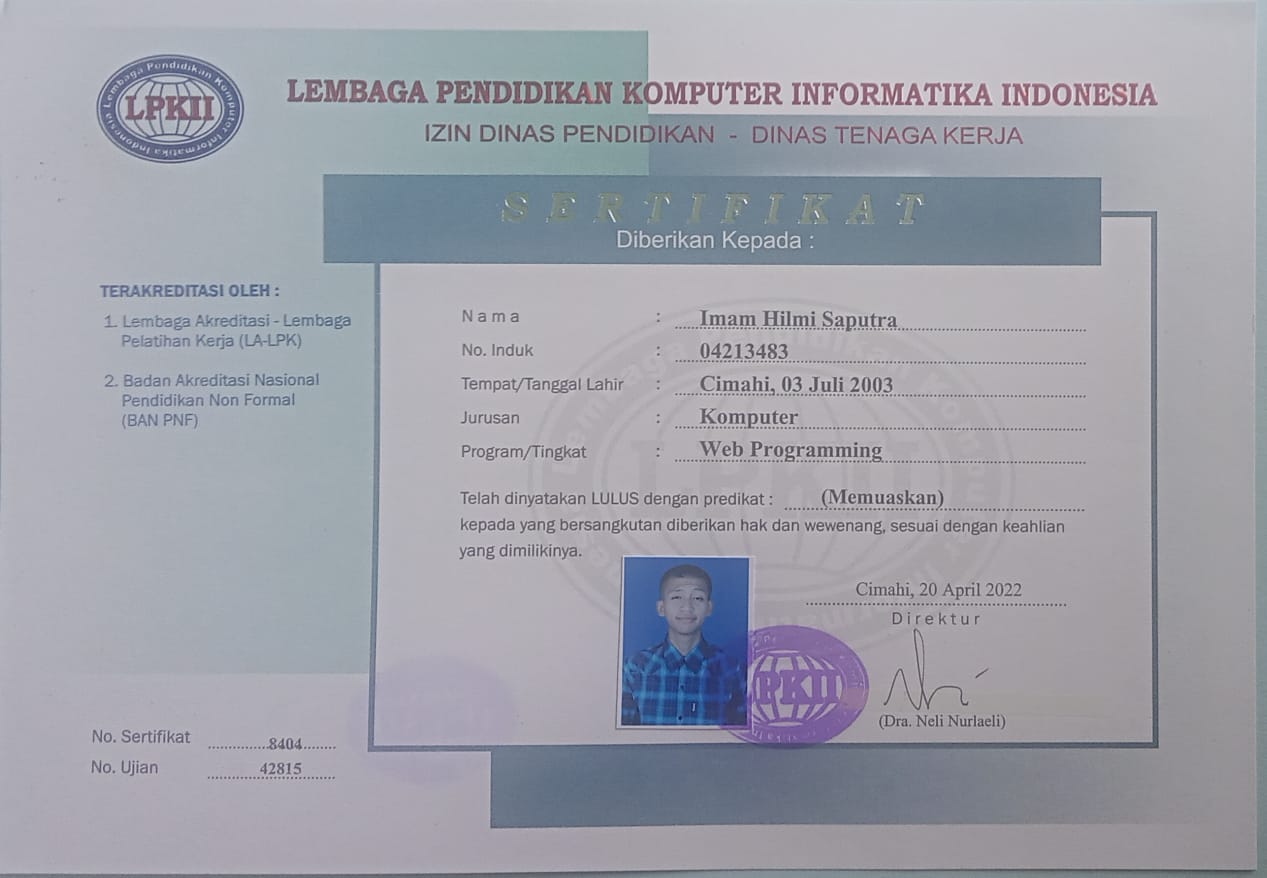 Lembaga Pendidikan Komputer Informatika Indonesia
LPKII
LEMBAGA PENDIDIKAN KOMPUTER INFORMATIKA INDONESIA
IZIN DINAS PENDIDIKAN - DINAS TENAGA KERJA
SERTIFIKAT
Diberikan Kepada :
TERAKREDITASI OLEH :
1. Lembaga Akreditasi - Lembaga
Pelatihan Kerja (LA-LPK)
2. Badan Akreditasi Nasional
Pendidikan Non Formal
(BAN PNF)
Nama : Imam Hilmi Saputra
No. Induk : 04213483
Tempat/Tanggal Lahir : Cimahi, 03 Juli 2003
Jurusan : Komputer
Program/Tingkat : Web Programming
Telah dinyatakan LULUS dengan predikat : (Memuaskan)
kepada yang bersangkutan diberikan hak dan wewenang, sesuai dengan keahlian
yang dimilikinya.
Cimahi, 20 April 2022
Direktur
LPKII
(Dra. Neli Nurlaeli)
No. Sertifikat 8404
No. Ujian 42815